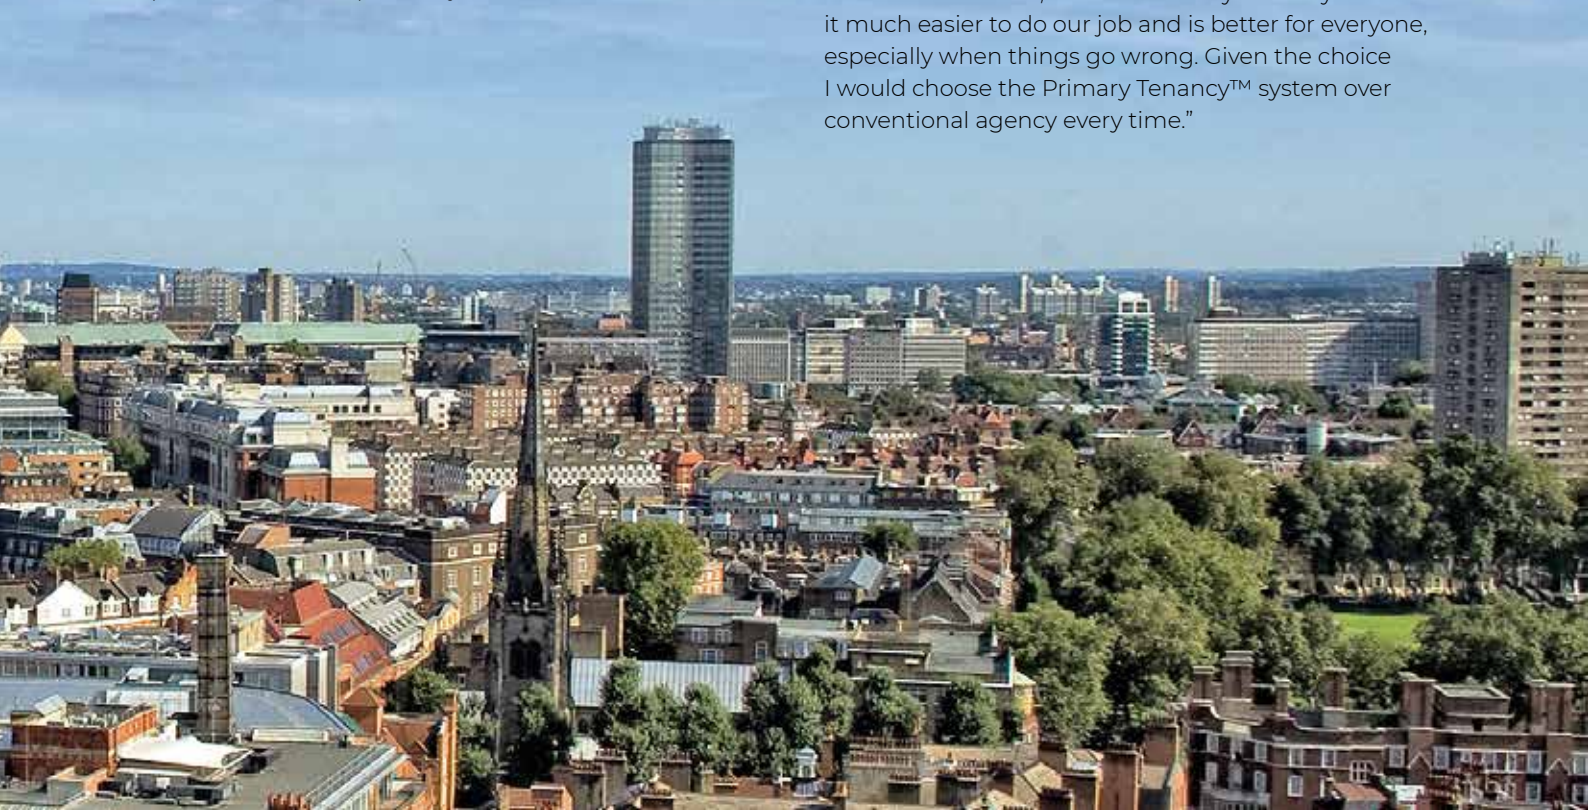 it much easier to do our job and is better for everyone,
especially when things go wrong. Given the choice
I would choose the Primary Tenancy™ system over
conventional agency every time.”